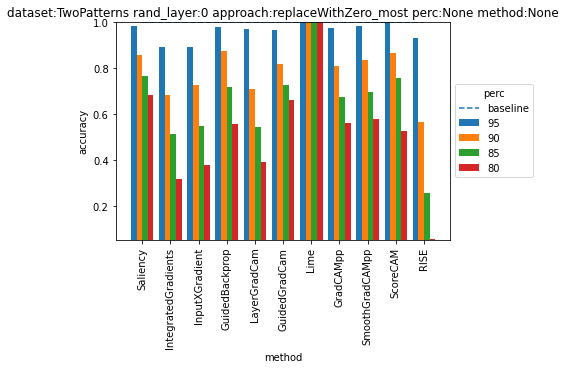 dataset:TwoPatterns rand_layer:0 approach:replaceWithZero_most perc:None method:None
1.0
0.8
0.6
0.4
0.2
accuracy
Saliency
IntegratedGradients
InputXGradient
GuidedBackprop
LayerGradCam
GuidedGradCam
Lime
GradCAMpp
SmoothGradCAMpp
ScoreCAM
RISE
method
perc
baseline
95
90
85
80